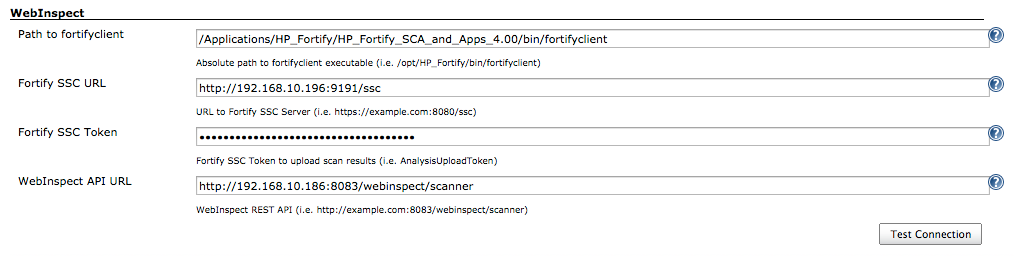 WebInspect
Path to fortifyclient
/Applications/HP_Fortify/HP_Fortify_SCA_and_Apps_4.00/bin/fortifyclient
Absolute path to fortifyclient executable (i.e. /opt/HP_Fortify/bin/fortifyclient)
Fortify SSC URL
http://192.168.10.196:9191/ssc
URL to Fortify SSC Server (i.e. https://example.com:8080/ssc)
Fortify SSC Token
••••••••••••••••••••••••••••••••••••
Fortify SSC Token to upload scan results (i.e. AnalysisUploadToken)
WebInspect API URL
http://192.168.10.186:8083/webinspect/scanner
WebInspect REST API (i.e. http://example.com:8083/webinspect/scanner)
Test Connection